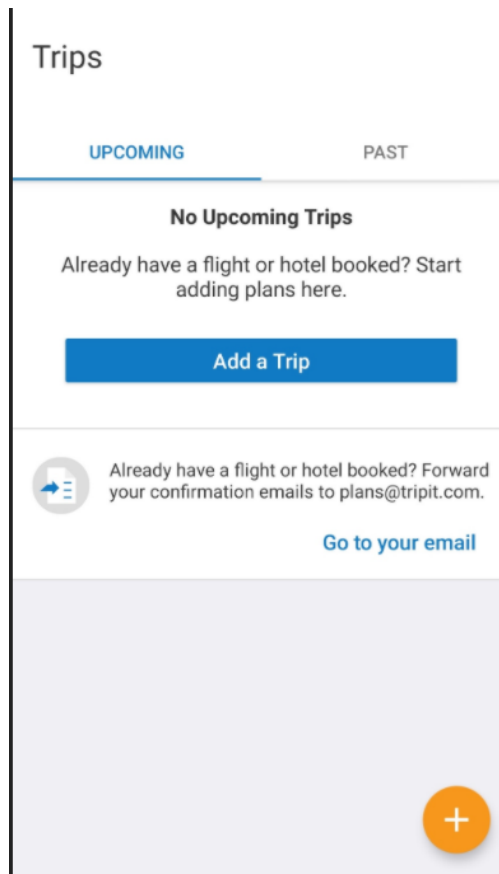 Trips
UPCOMING
PAST
No Upcoming Trips
Already have a flight or hotel booked? Start
adding plans here.
Add a Trip
Already have a flight or hotel booked? Forward
your confirmation emails to plans@tripit.com.
Go to your email